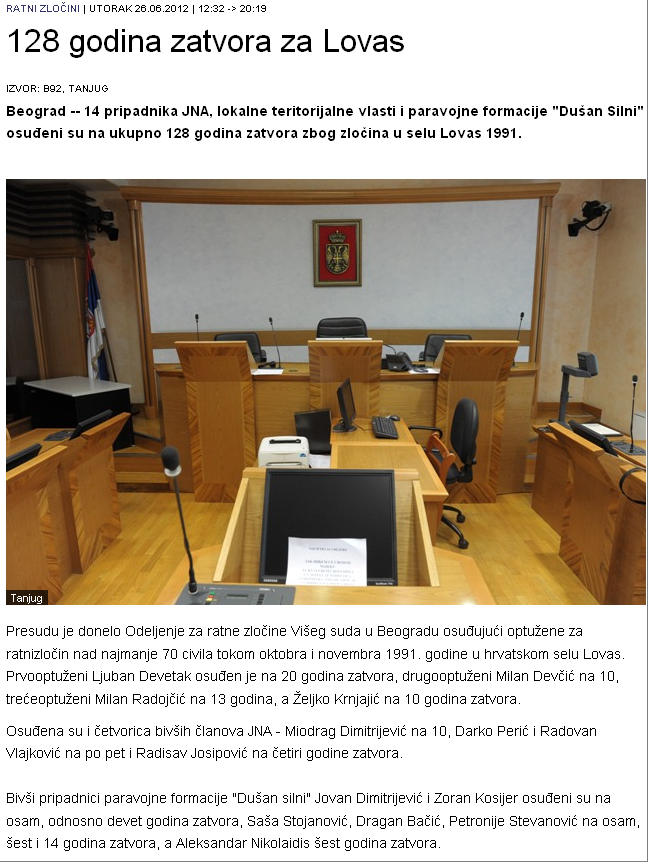 RATNI ZLOČINI | UTORAK 26.06.2012 | 12:32 -> 20:19
128 godina zatvora za Lovas
IZVOR: B92, TANJUG
Beograd -- 14 pripadnika JNA, lokalne teritorijalne vlasti i paravojne formacije "Dušan Silni"
osuđeni su na ukupno 128 godina zatvora zbog zločina u selu Lovas 1991.
Tanjug
Presudu je donelo Odeljenje za ratne zločine Višeg suda u Beogradu osuđujući optužene za
ratnizločin nad najmanje 70 civila tokom oktobra i novembra 1991. godine u hrvatskom selu Lovas.
Prvooptuženi Ljuban Devetak osuđen je na 20 godina zatvora, drugooptuženi Milan Devčić na 10,
trećeoptuženi Milan Radojčić na 13 godina, a Željko Krnjajić na 10 godina zatvora.
Osuđena su i četvorica bivših članova JNA - Miodrag Dimitrijević na 10, Darko Perić i Radovan
Vlajković na po pet i Radisav Josipović na četiri godine zatvora.
Bivši pripadnici paravojne formacije "Dušan silni" Jovan Dimitrijević i Zoran Kosijer osuđeni su na
osam, odnosno devet godina zatvora, Saša Stojanović, Dragan Bačić, Petronije Stevanović na osam,
šest i 14 godina zatvora, a Aleksandar Nikolaidis šest godina zatvora.